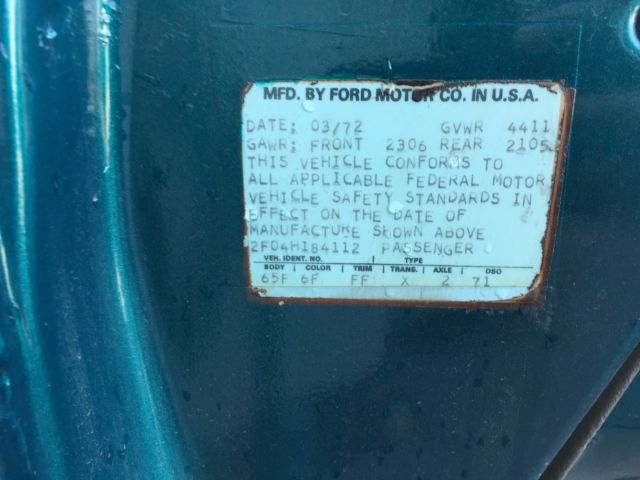 MFD. BY FORD MOTOR CO. IN U.S.A.
DATE: 03/72 GVWR 4411
GAWR: FRONT 2306 REAR 2105
THIS VEHICLE CONFORMS TO
ALL APPLICABLE FEDERAL MOTOR
VEHICLE SAFETY STANDARDS IN
EFFECT ON THE DATE OF
MANUFACTURE SHOWN ABOVE
2F04H184112 PASSENGER
VEH. IDENT. NO. TYPE
BODY COLOR TRIM TRANS. AXLE DSO
65F 6F FF X 2 71